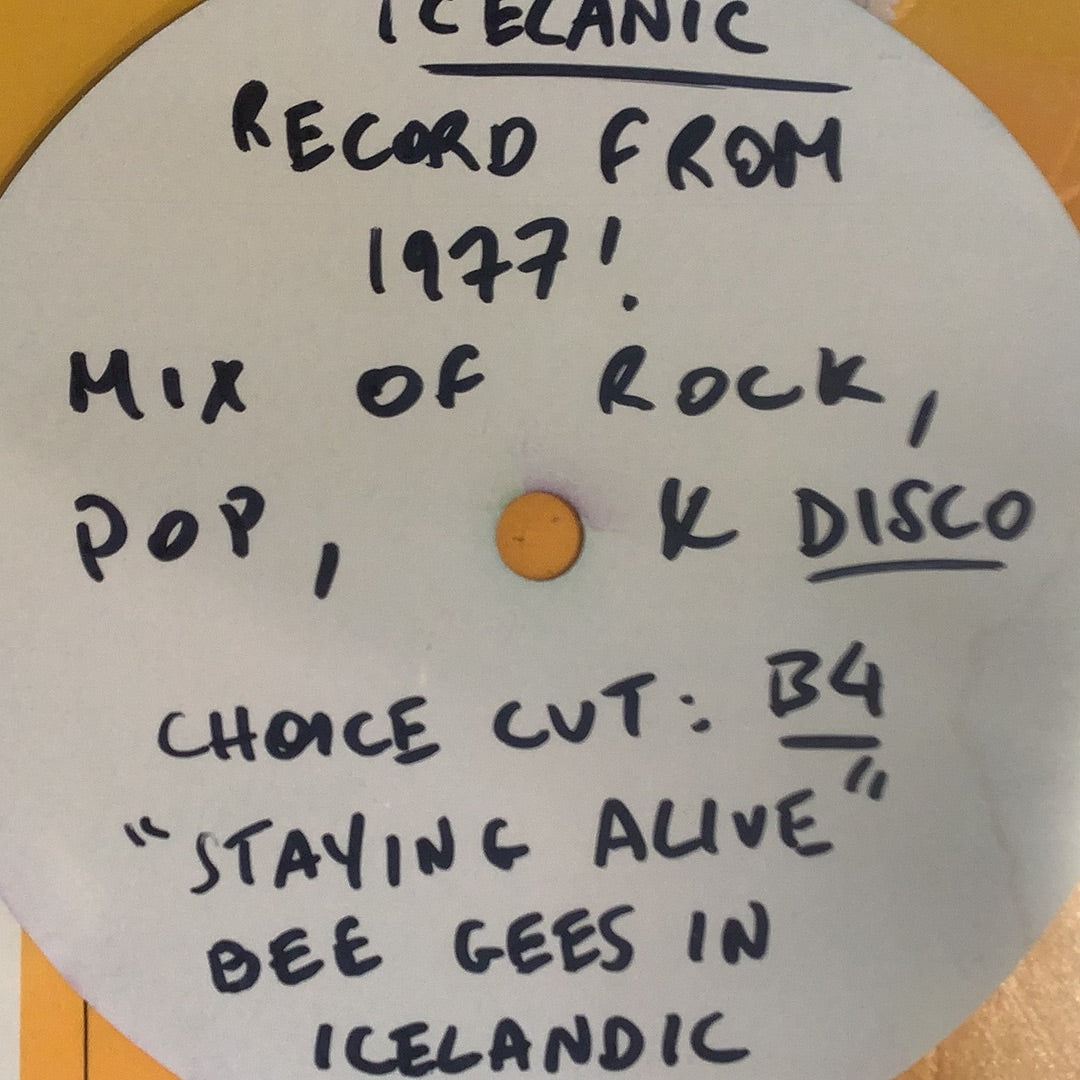 ICELANIC
RECORD FROM
1977!
MIX OF ROCK,
POP, & DISCO
CHOICE CUT: B4
"STAYING ALIVE"
BEE GEES IN
ICELANDIC